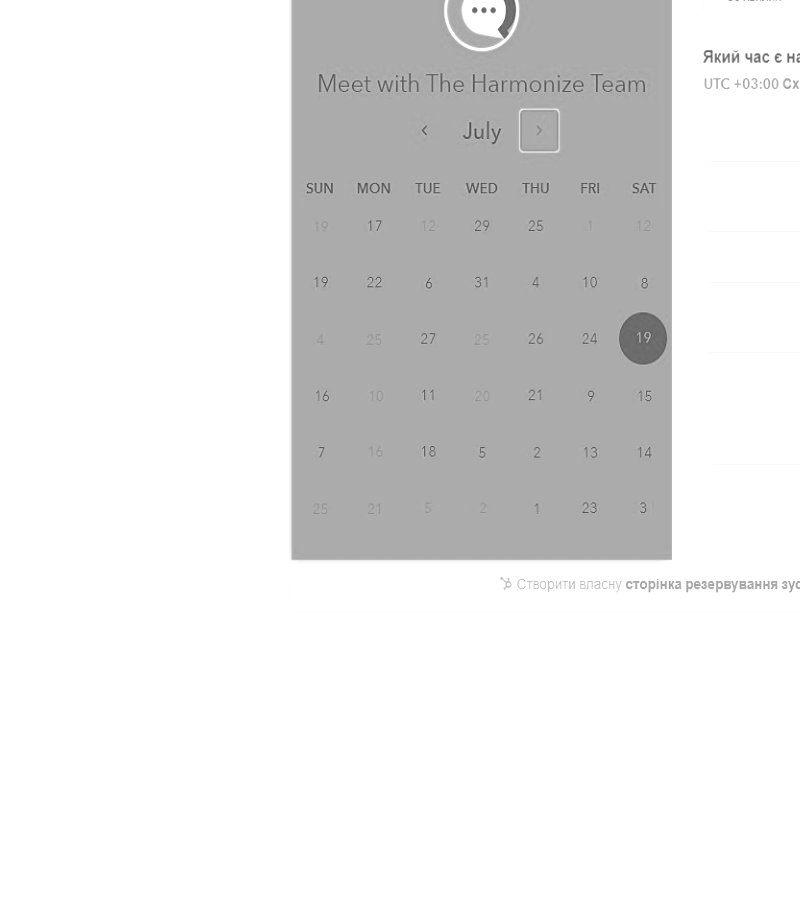 Meet with The Harmonize Team
‹ July ›
SUN MON TUE WED THU FRI SAT
19 17 12 29 25 1 12
19 22 6 31 4 10 8
4 25 27 25 26 24 19
16 10 11 20 21 9 15
7 16 18 5 2 13 14
25 21 5 2 1 23 3
Який час є на
UTC +03:00 Сх
Створити власну сторінка резервування зус